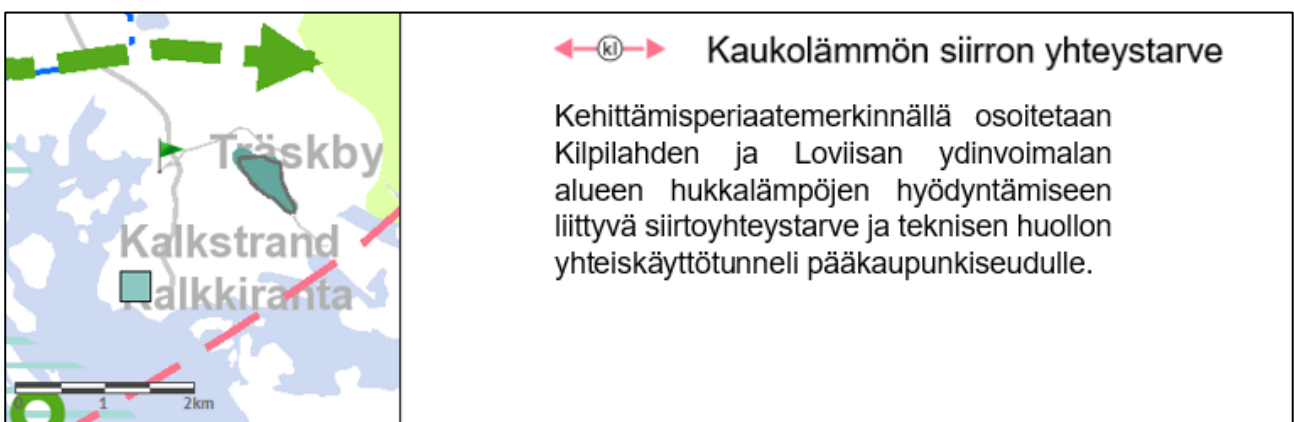 Träskby
Kalkstrand
Kalkkiranta
0 1 2km
kl
Kaukolämmön siirron yhteystarve
Kehittämisperiaatemerkinnällä osoitetaan
Kilpilahden ja Loviisan ydinvoimalan
alueen hukkalämpöjen hyödyntämiseen
liittyvä siirtoyhteystarve ja teknisen huollon
yhteiskäyttötunneli pääkaupunkiseudulle.